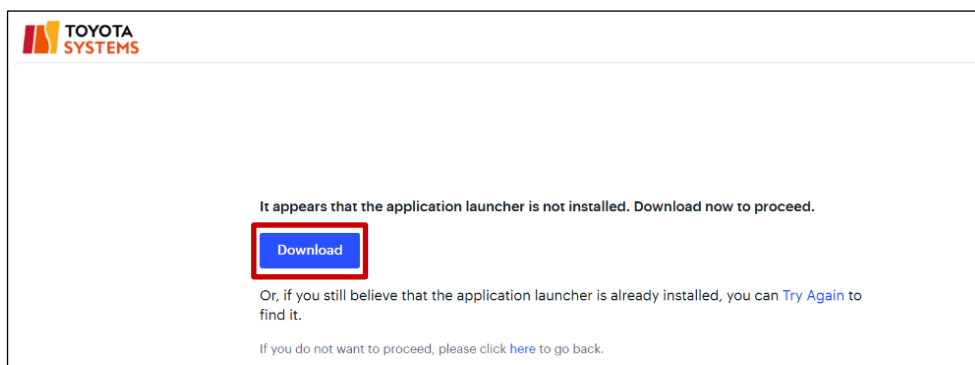 TOYOTA
SYSTEMS
It appears that the application launcher is not installed. Download now to proceed.
Download
Or, if you still believe that the application launcher is already installed, you can Try Again to
find it.
If you do not want to proceed, please click here to go back.